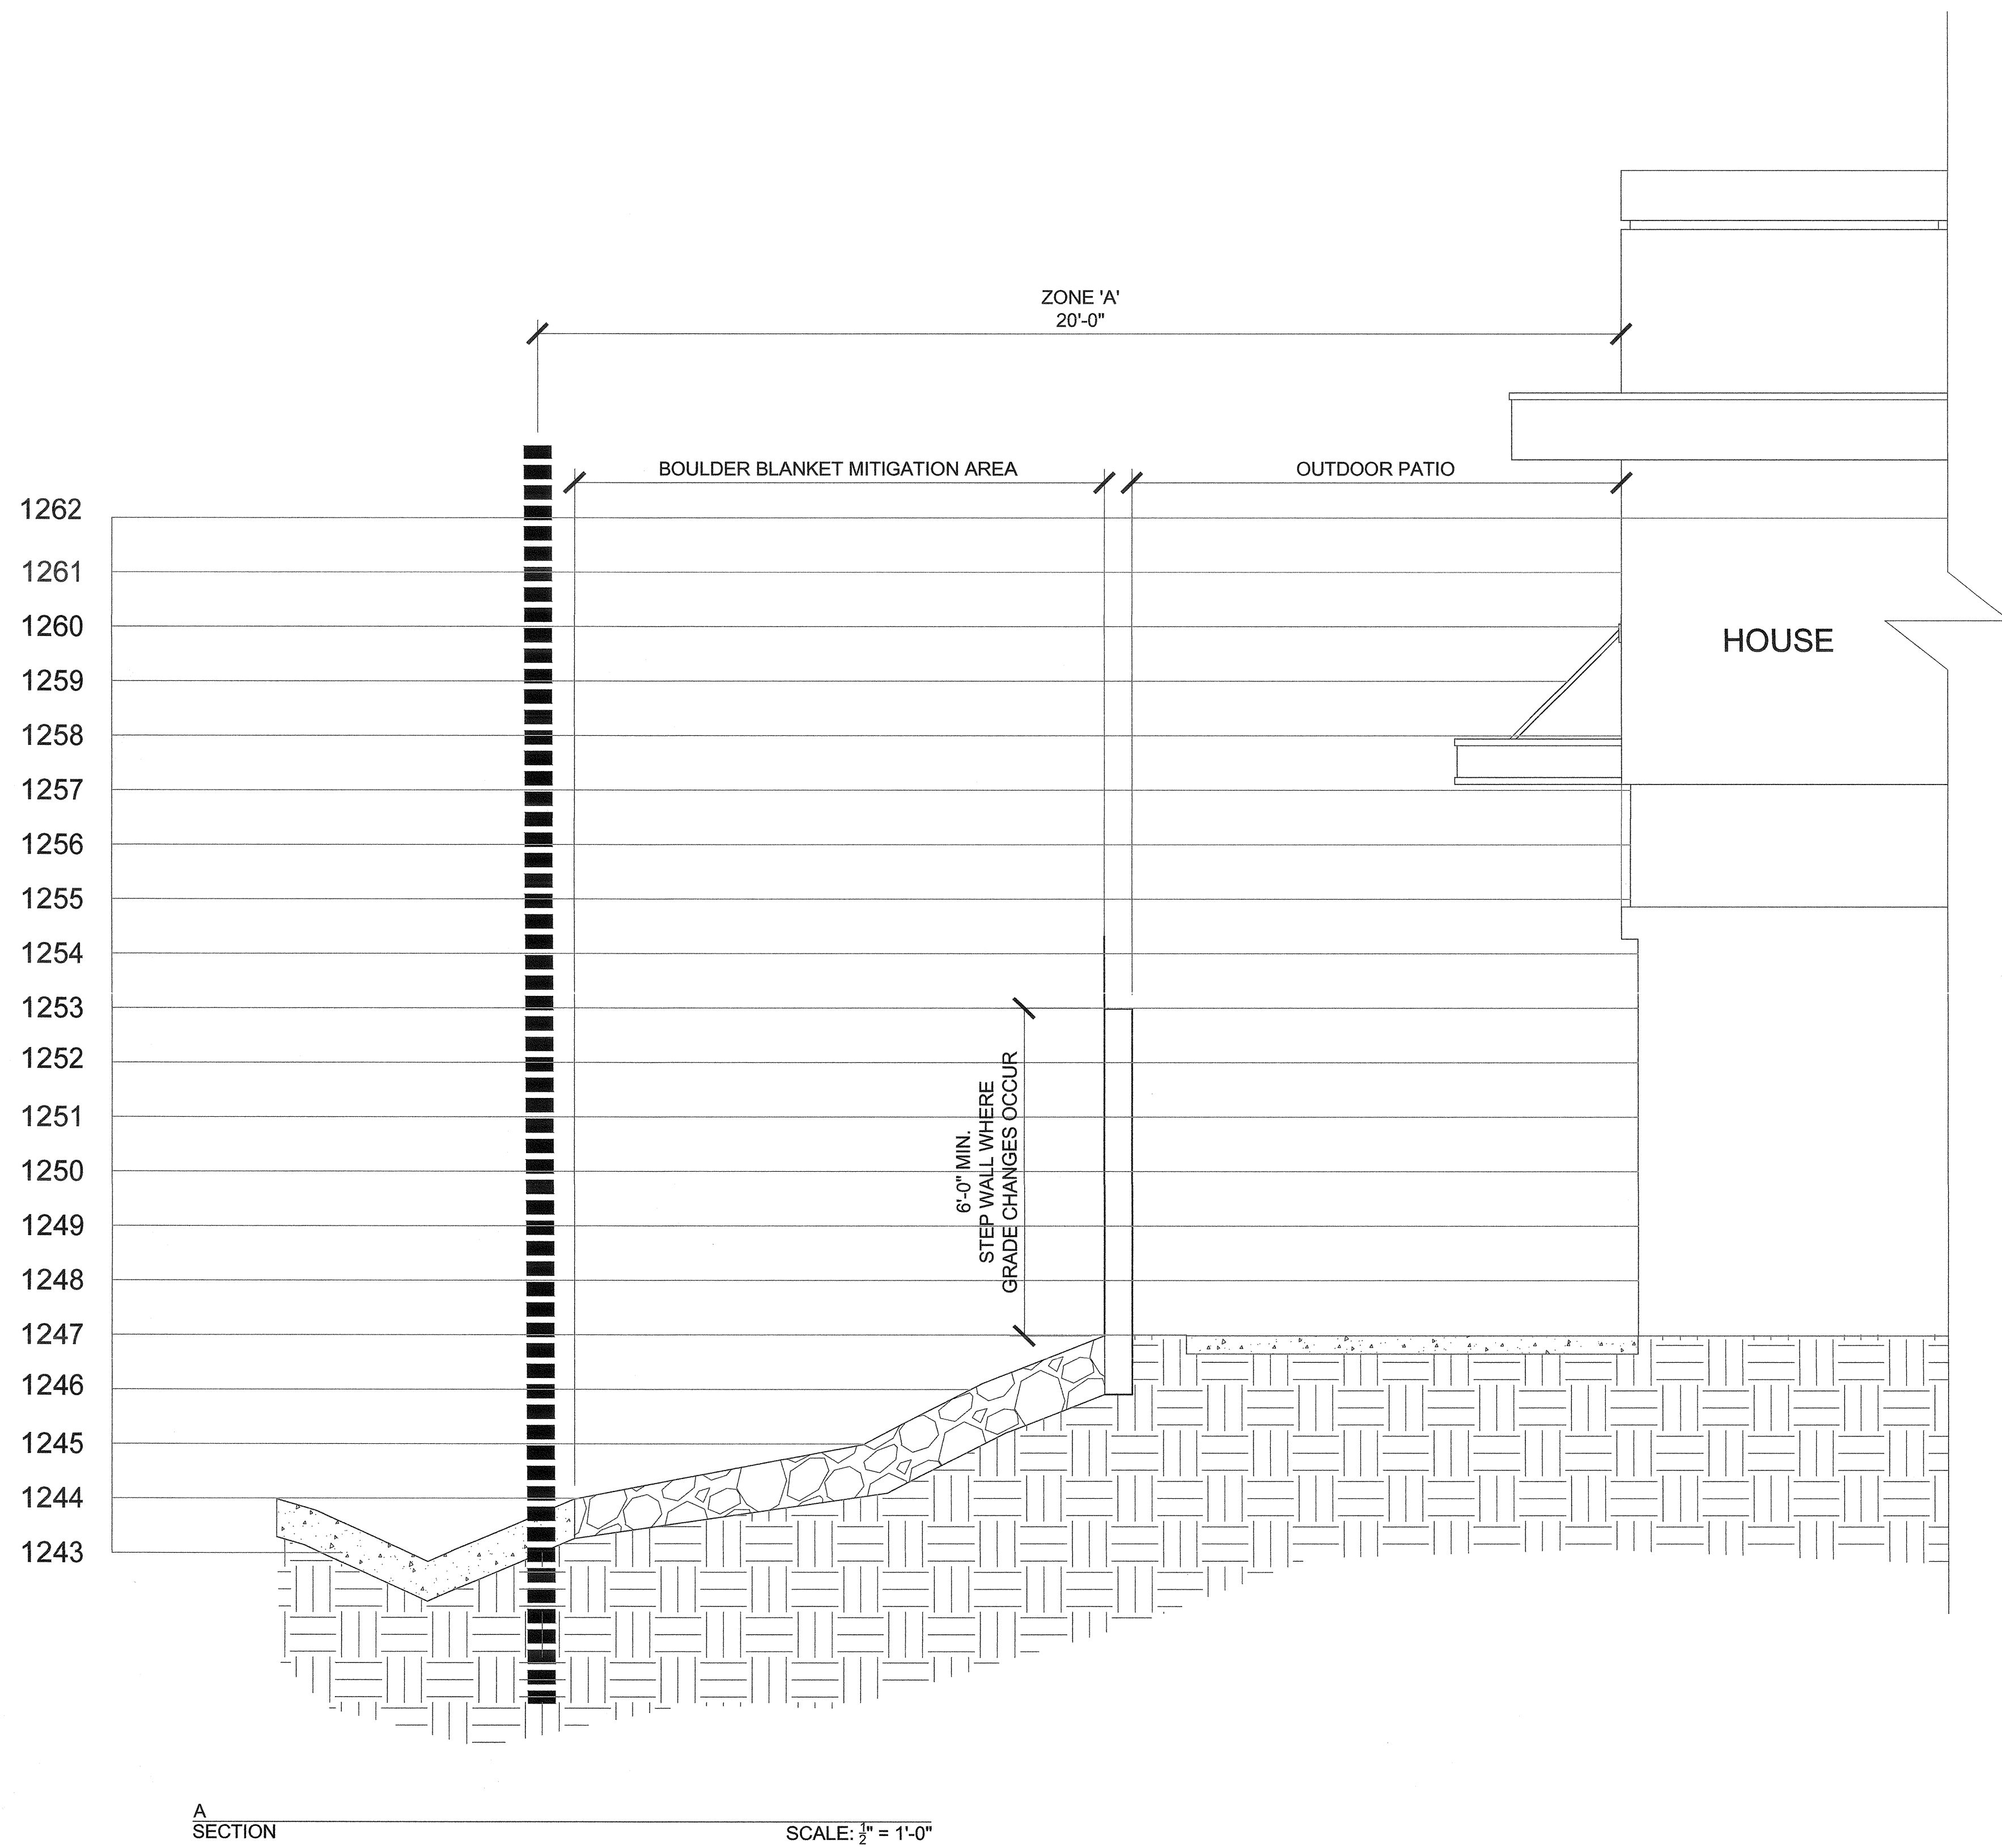 ZONE 'A'
20'-0"
BOULDER BLANKET MITIGATION AREA
OUTDOOR PATIO
1262
1261
1260
HOUSE
1259
1258
1257
1256
1255
1254
1253
1252
1251
1250
1249
1248
1247
1246
1245
1244
1243
6'-0" MIN.
STEP WALL WHERE
GRADE CHANGES OCCUR
A
SECTION
SCALE: 1/2" = 1'-0"